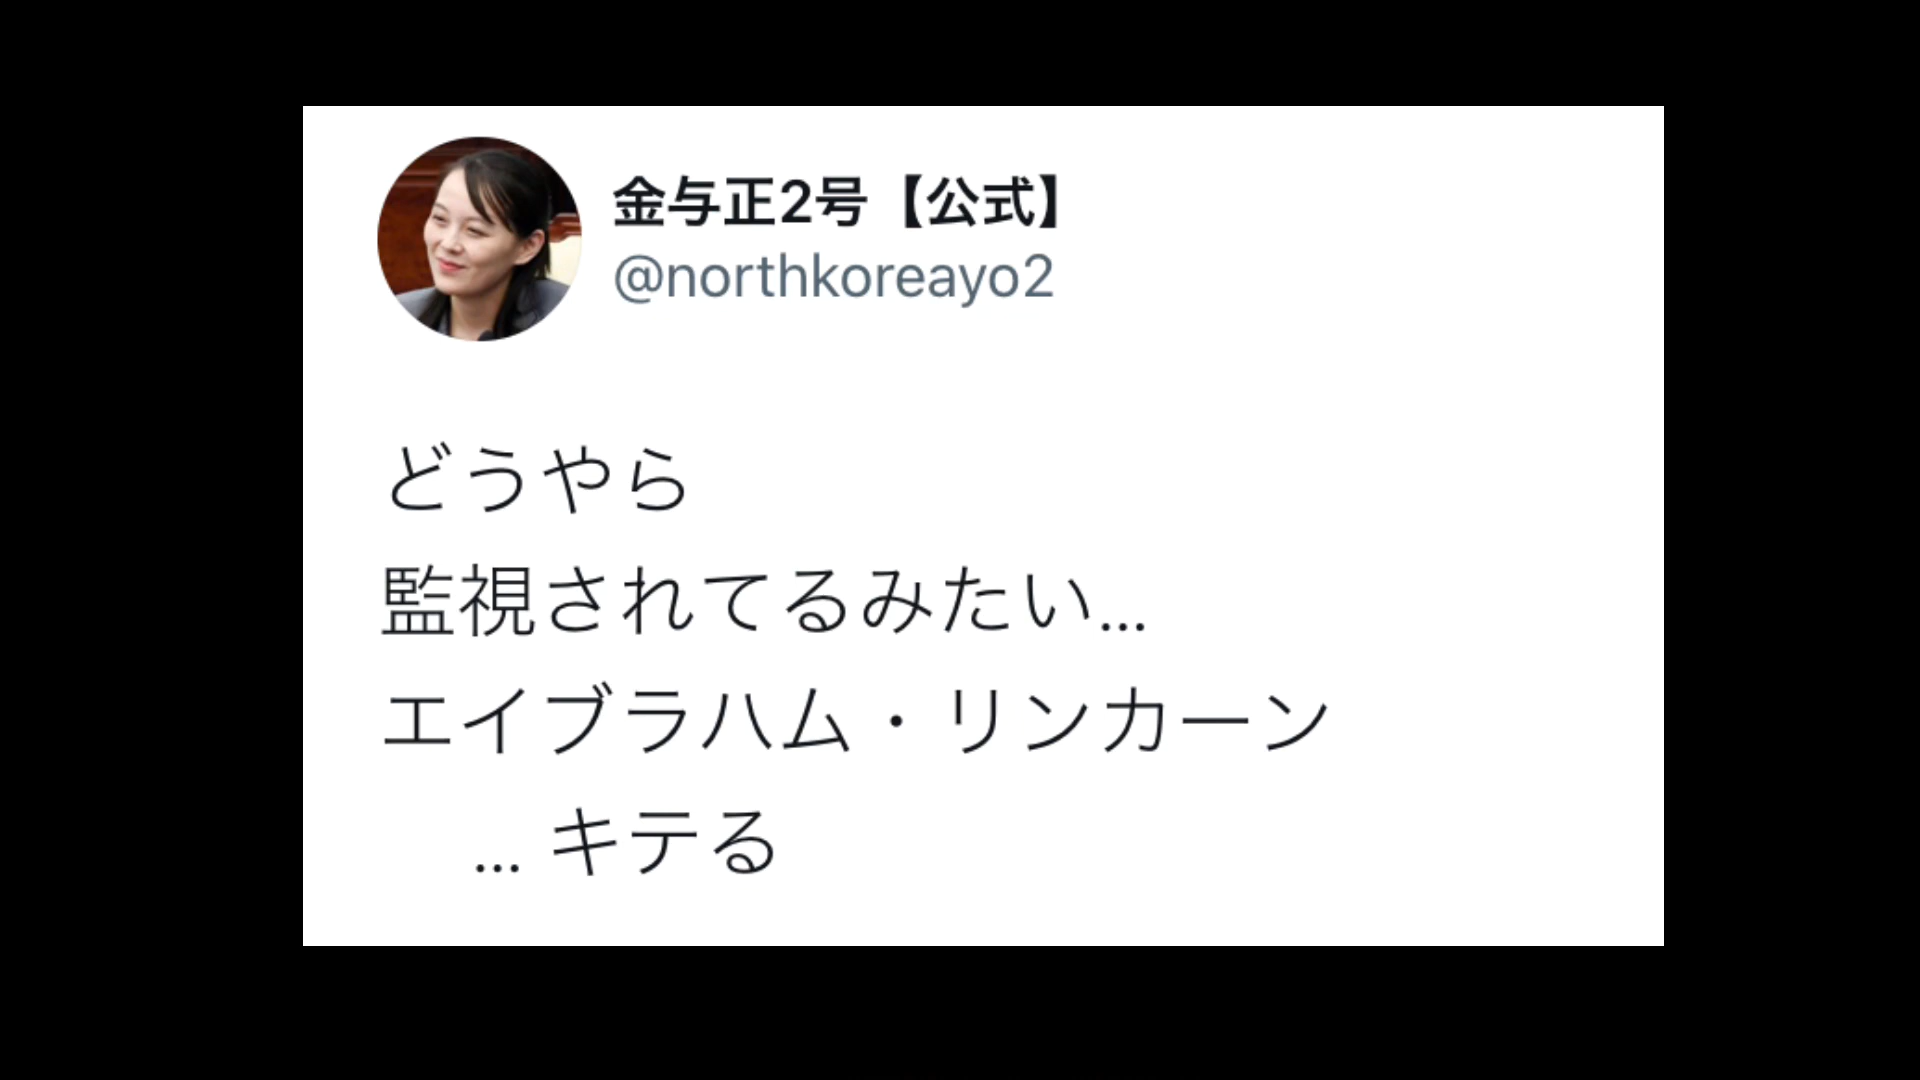 金与正2号【公式】
@northkoreayo2
どうやら
監視されてるみたい...
エイブラハム・リンカーン
... キテる